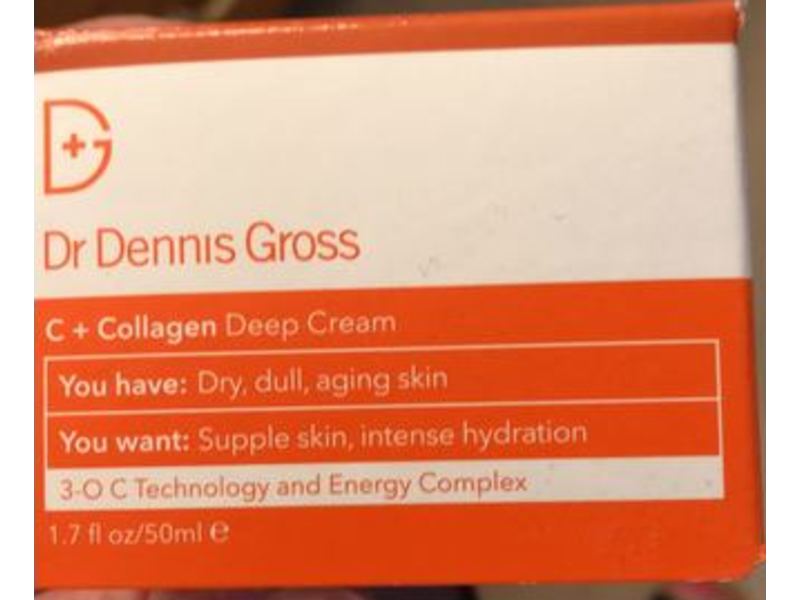 D+G
Dr Dennis Gross
C + Collagen Deep Cream
You have: Dry, dull, aging skin
You want: Supple skin, intense hydration
3-O C Technology and Energy Complex
1.7 fl oz/50ml ℮